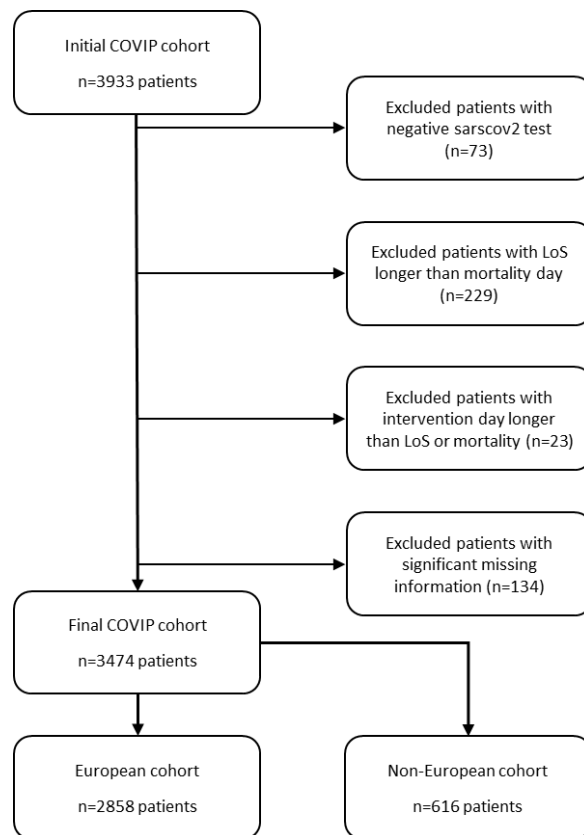 Initial COVIP cohort
n=3933 patients
Excluded patients with
negative sarscov2 test
(n=73)
Excluded patients with LoS
longer than mortality day
(n=229)
Excluded patients with
intervention day longer
than LoS or mortality (n=23)
Excluded patients with
significant missing
information (n=134)
Final COVIP cohort
n=3474 patients
European cohort
n=2858 patients
Non-European cohort
n=616 patients